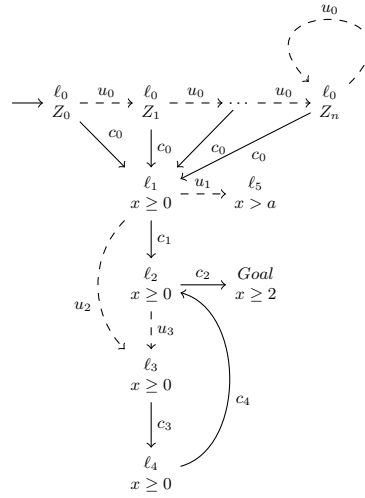 u₀
ℓ₀ u₀ ℓ₀ u₀ ⋯ u₀ ℓ₀
Z₀ Z₁ Zₙ
c₀ c₀ c₀ c₀
ℓ₁ u₁ ℓ₅
x ≥ 0 x > a
c₁
ℓ₂ c₂ Goal
x ≥ 0 x ≥ 2
u₂ u₃
ℓ₃
x ≥ 0
c₃ c₄
ℓ₄
x ≥ 0